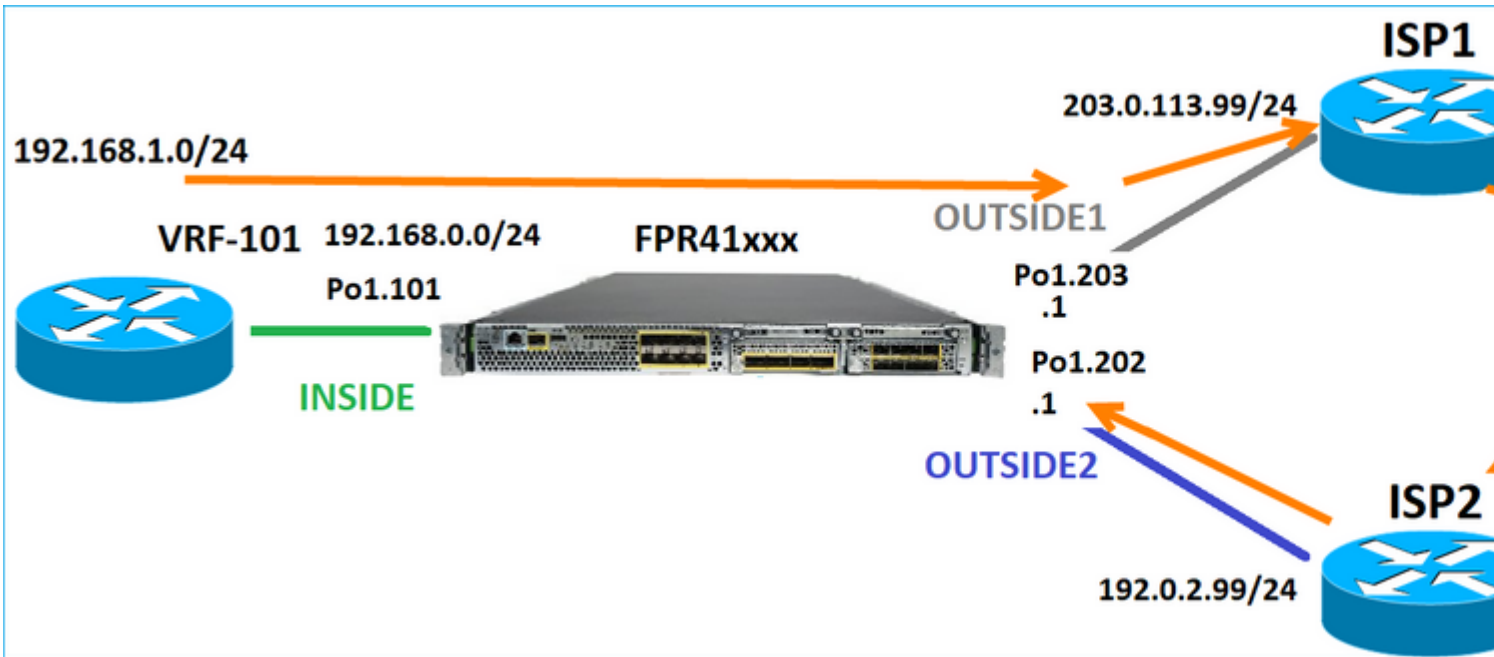 ISP1
203.0.113.99/24
192.168.1.0/24
OUTSIDE1
VRF-101
192.168.0.0/24
FPR41xxx
Po1.101
Po1.203
.1
INSIDE
Po1.202
.1
OUTSIDE2
ISP2
192.0.2.99/24